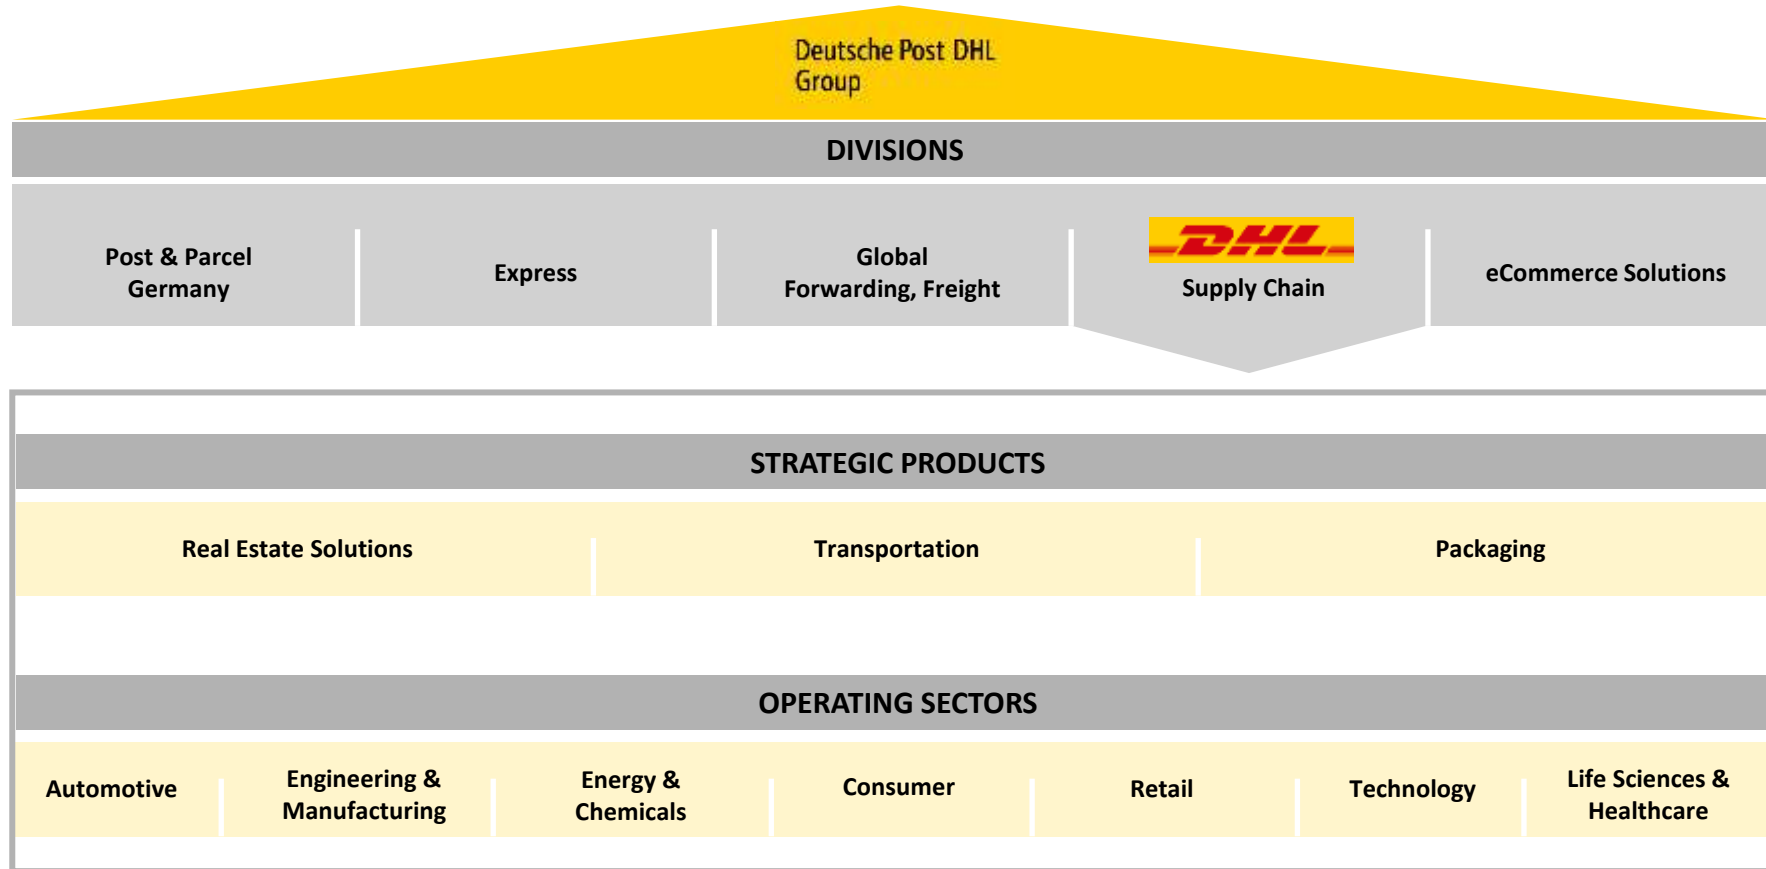 Deutsche Post DHL
Group
DIVISIONS
Post & Parcel
Germany
Express
Global
Forwarding, Freight
DHL
Supply Chain
eCommerce Solutions
STRATEGIC PRODUCTS
Real Estate Solutions
Transportation
Packaging
OPERATING SECTORS
Automotive
Engineering &
Manufacturing
Energy &
Chemicals
Consumer
Retail
Technology
Life Sciences &
Healthcare